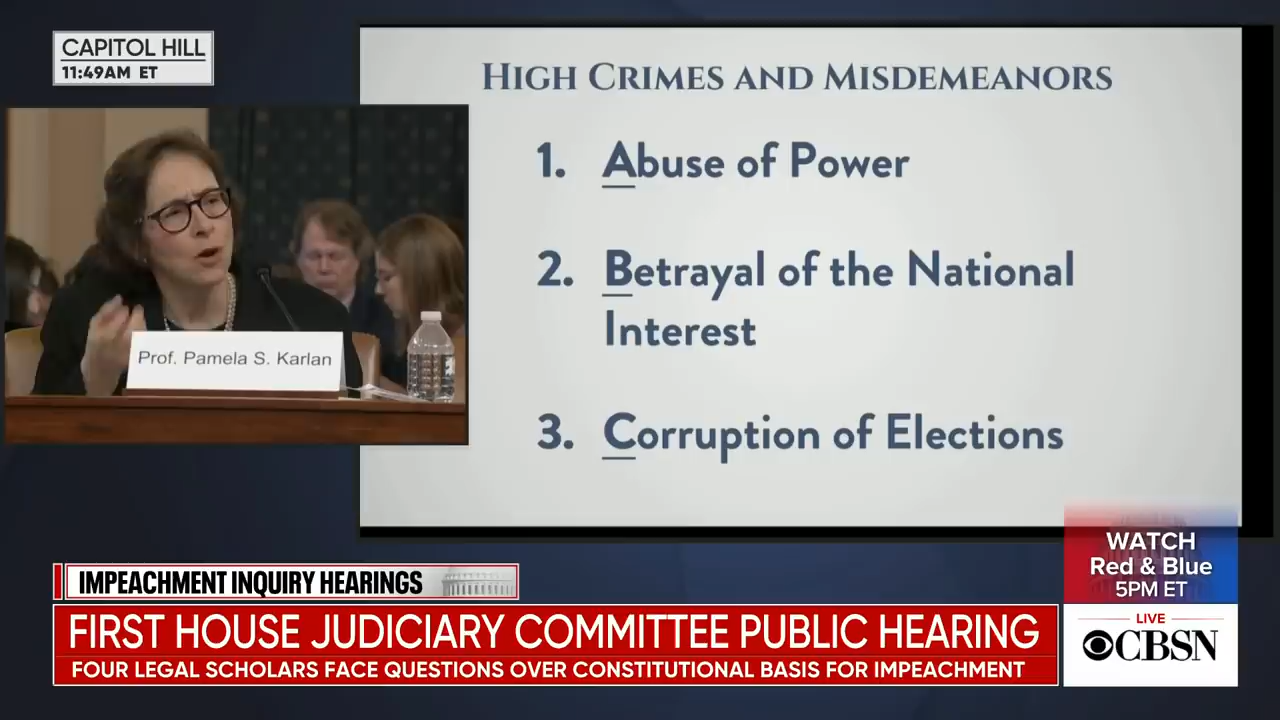 CAPITOL HILL
11:49AM ET
HIGH CRIMES AND MISDEMEANORS
1. Abuse of Power
2. Betrayal of the National
Interest
3. Corruption of Elections
Prof. Pamela S. Karlan
WATCH
Red & Blue
5PM ET
IMPEACHMENT INQUIRY HEARINGS
FIRST HOUSE JUDICIARY COMMITTEE PUBLIC HEARING
FOUR LEGAL SCHOLARS FACE QUESTIONS OVER CONSTITUTIONAL BASIS FOR IMPEACHMENT
LIVE
CBSN